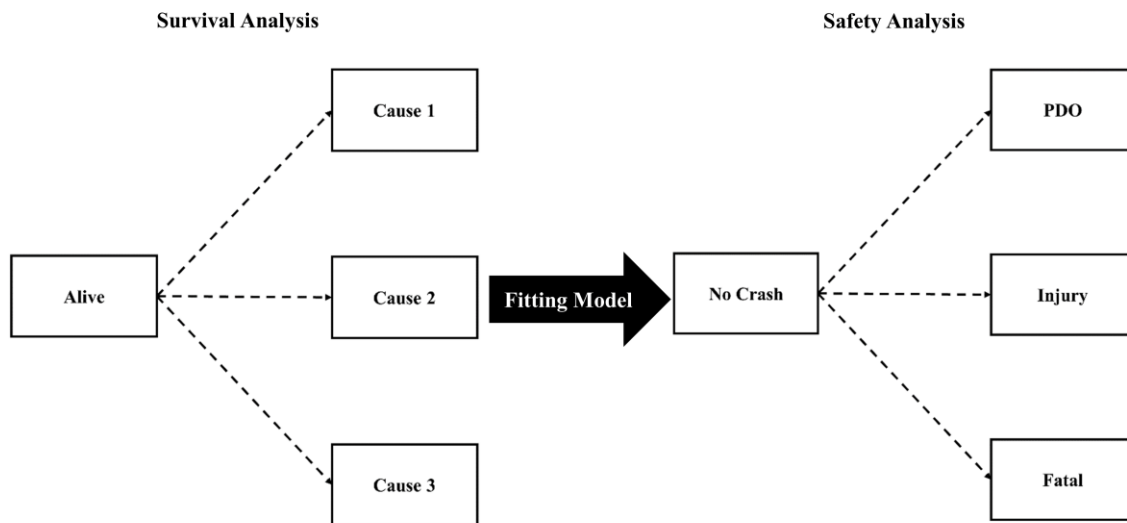 Survival Analysis
Safety Analysis
Cause 1
PDO
Alive
Cause 2
Fitting Model
No Crash
Injury
Cause 3
Fatal